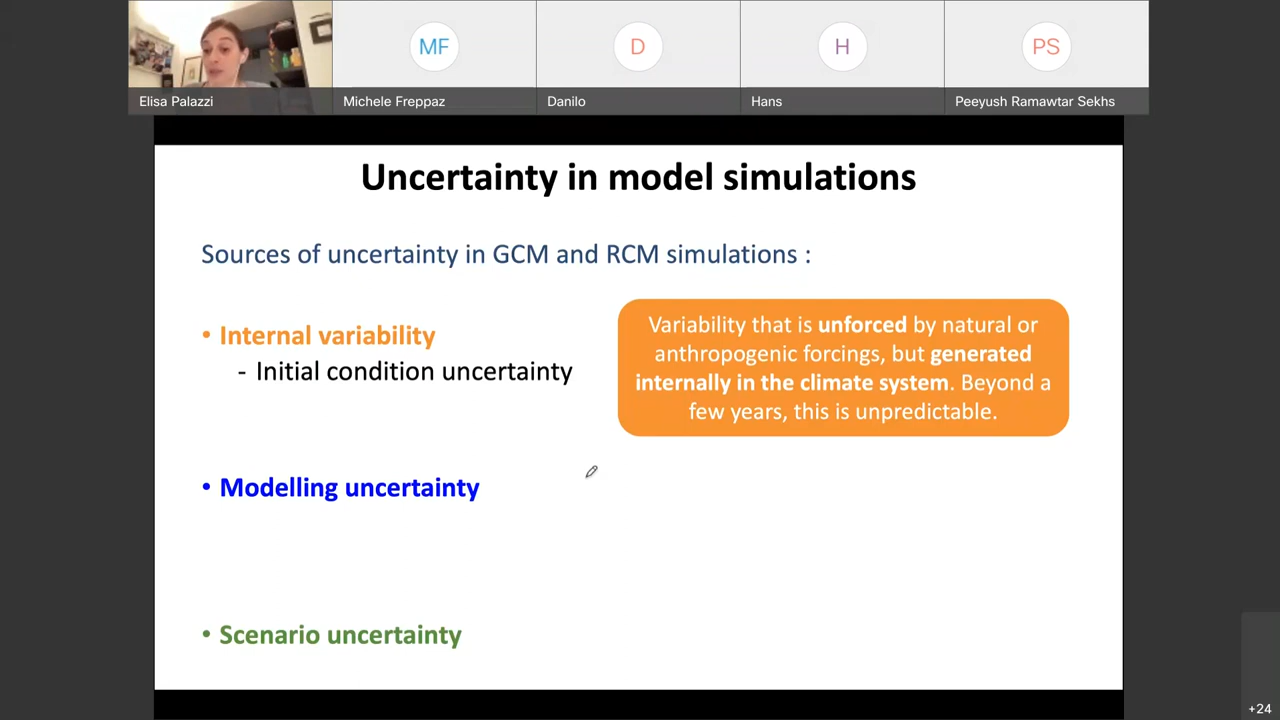 MF
D
H
PS
Elisa Palazzi
Michele Freppaz
Danilo
Hans
Peeyush Ramawtar Sekhs
Uncertainty in model simulations
Sources of uncertainty in GCM and RCM simulations :
• Internal variability
- Initial condition uncertainty
Variability that is unforced by natural or
anthropogenic forcings, but generated
internally in the climate system. Beyond a
few years, this is unpredictable.
• Modelling uncertainty
• Scenario uncertainty
+24